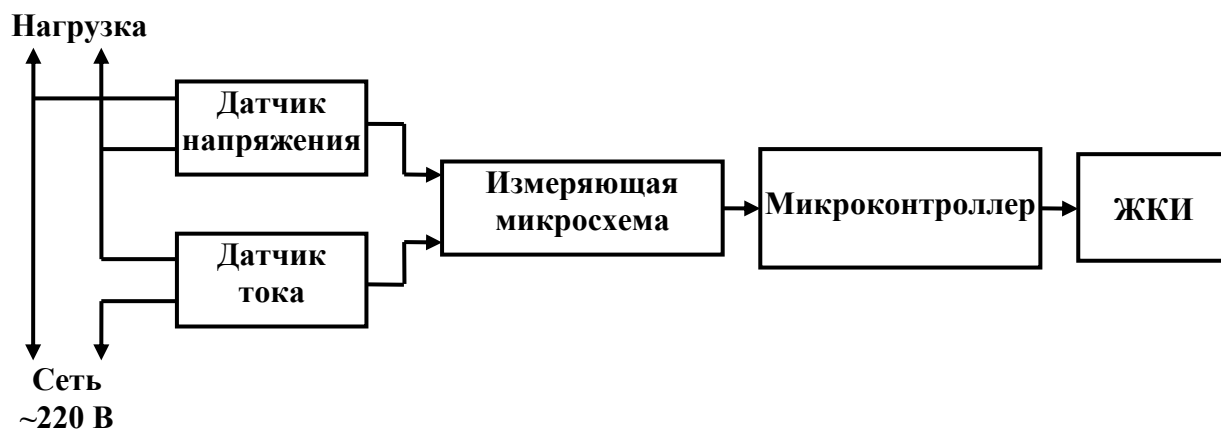 Нагрузка
Датчик
напряжения
Измеряющая
микросхема
Микроконтроллер
ЖКИ
Датчик
тока
Сеть
~220 В